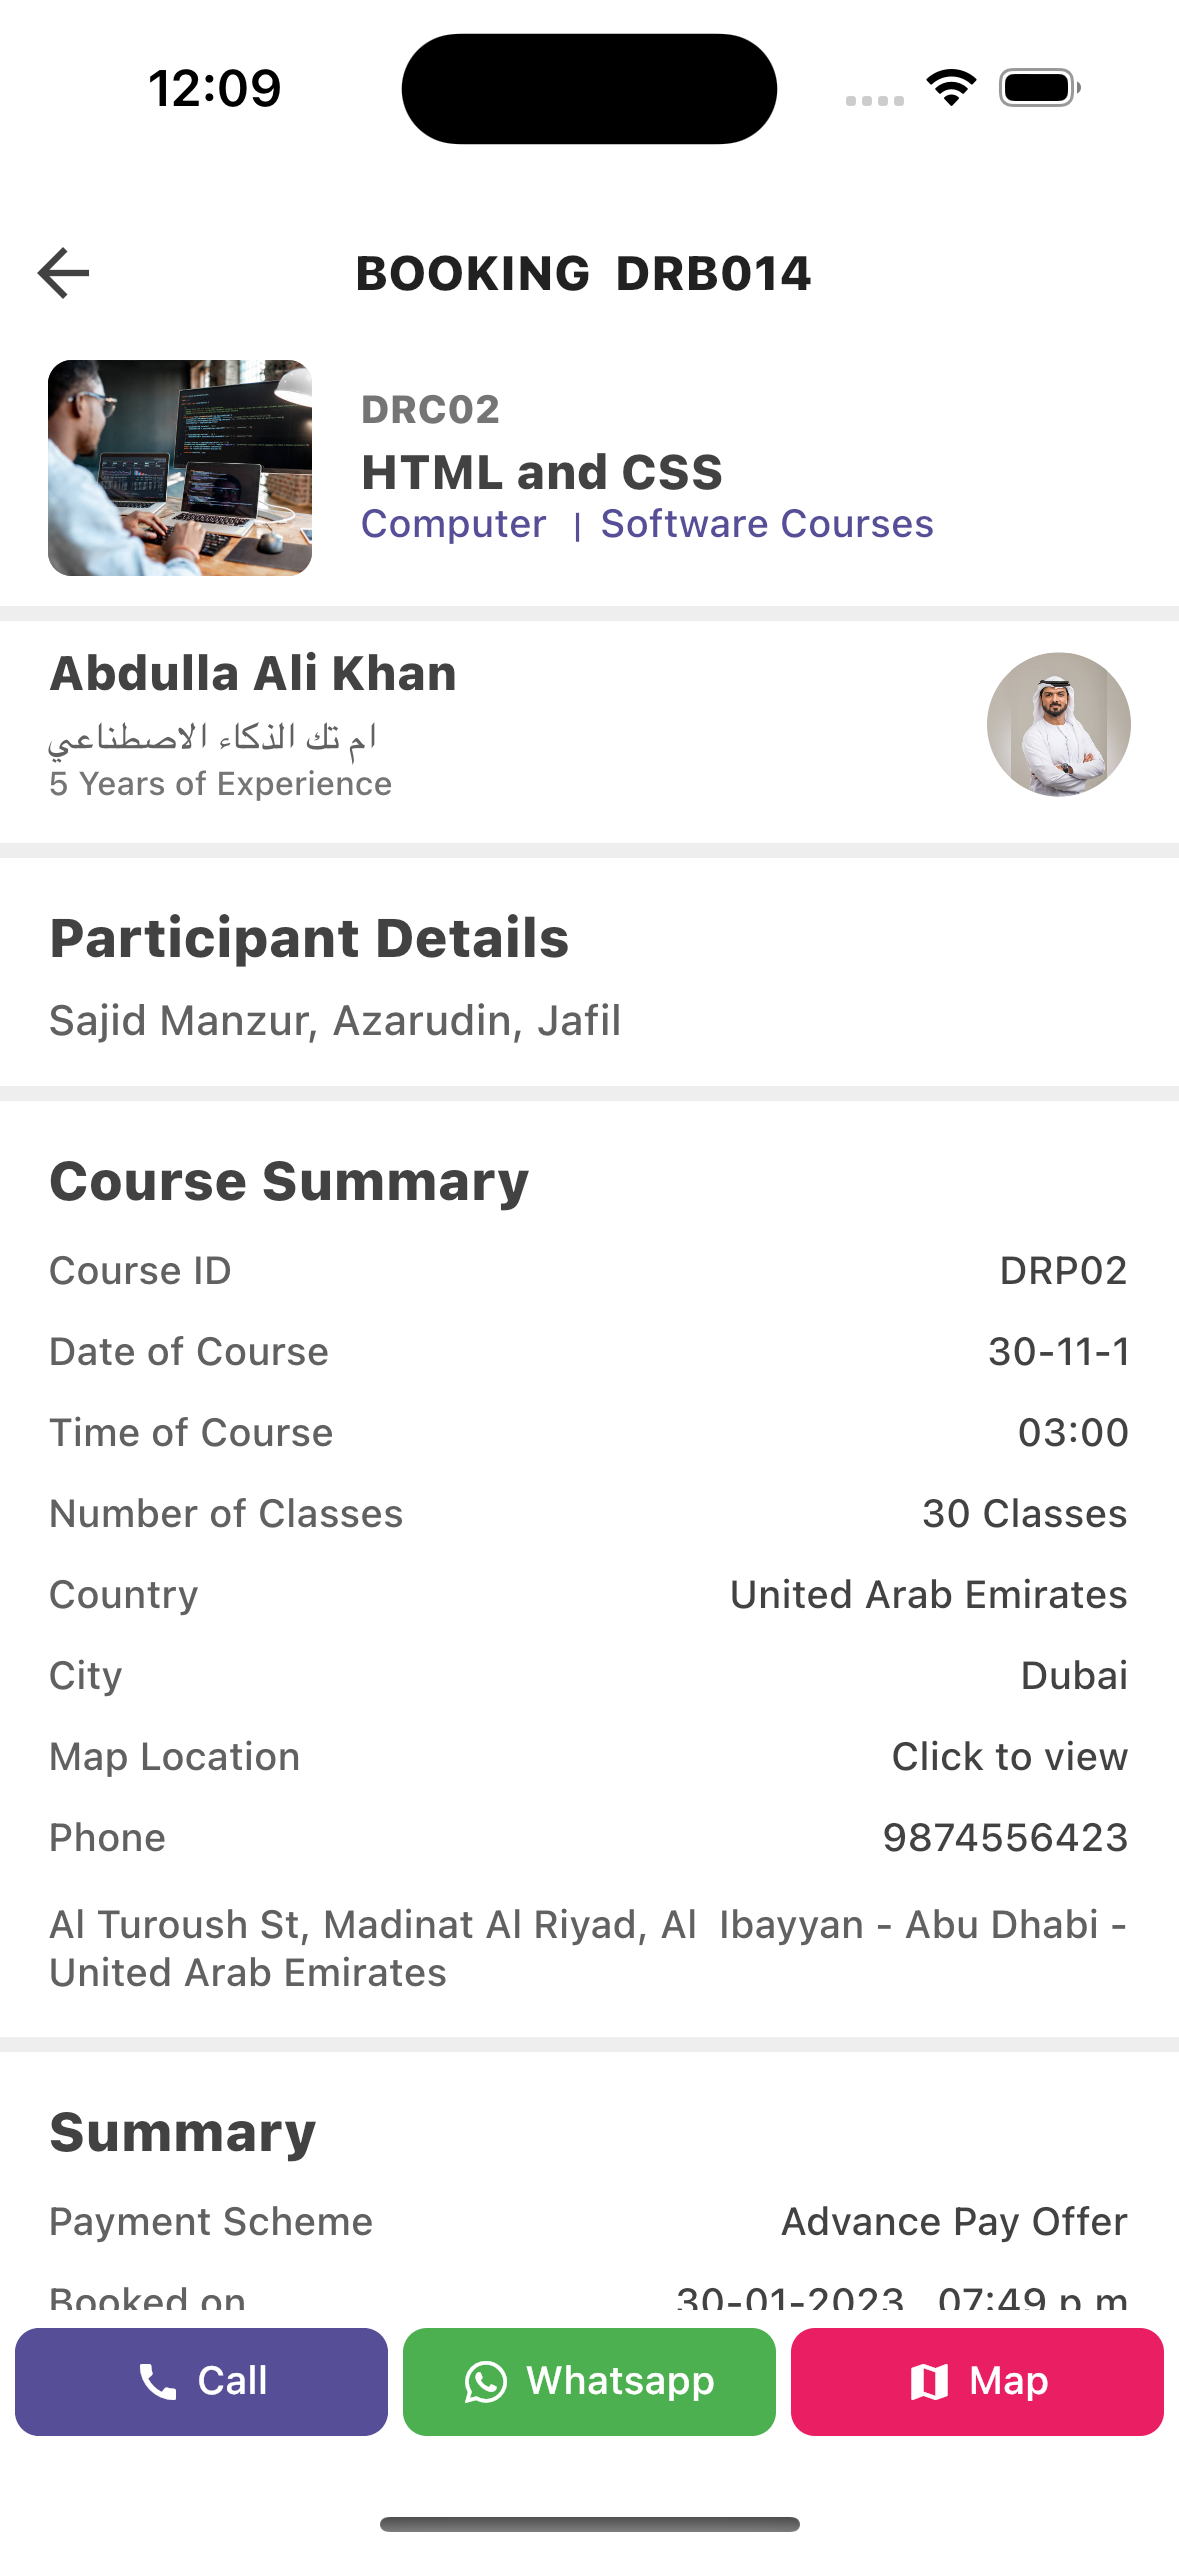 12:09
BOOKING DRB014
DRC02
HTML and CSS
Computer | Software Courses
Abdulla Ali Khan
ام تك الذكاء الاصطناعي
5 Years of Experience
Participant Details
Sajid Manzur, Azarudin, Jafil
Course Summary
Course ID DRP02
Date of Course 30-11-1
Time of Course 03:00
Number of Classes 30 Classes
Country United Arab Emirates
City Dubai
Map Location Click to view
Phone 9874556423
Al Turoush St, Madinat Al Riyad, Al Ibayyan - Abu Dhabi -
United Arab Emirates
Summary
Payment Scheme Advance Pay Offer
Booked on 30-01-2023 07:49 p.m
Call Whatsapp Map